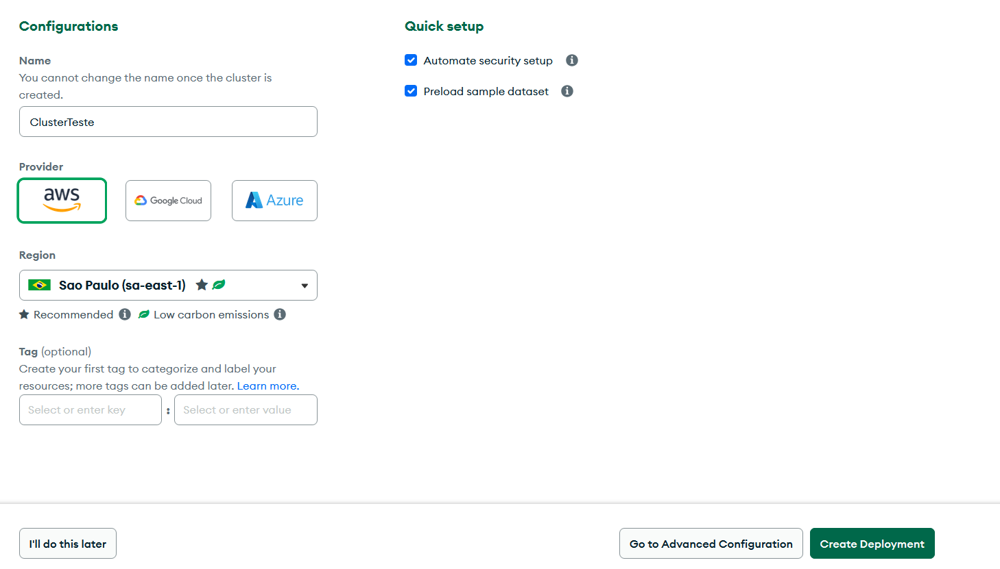 Configurations
Name
You cannot change the name once the cluster is
created.
ClusterTeste
Provider
aws
Google Cloud
Azure
Region
Sao Paulo (sa-east-1)
Recommended
Low carbon emissions
Tag (optional)
Create your first tag to categorize and label your
resources; more tags can be added later. Learn more.
Select or enter key : Select or enter value
Quick setup
Automate security setup
Preload sample dataset
I'll do this later
Go to Advanced Configuration
Create Deployment